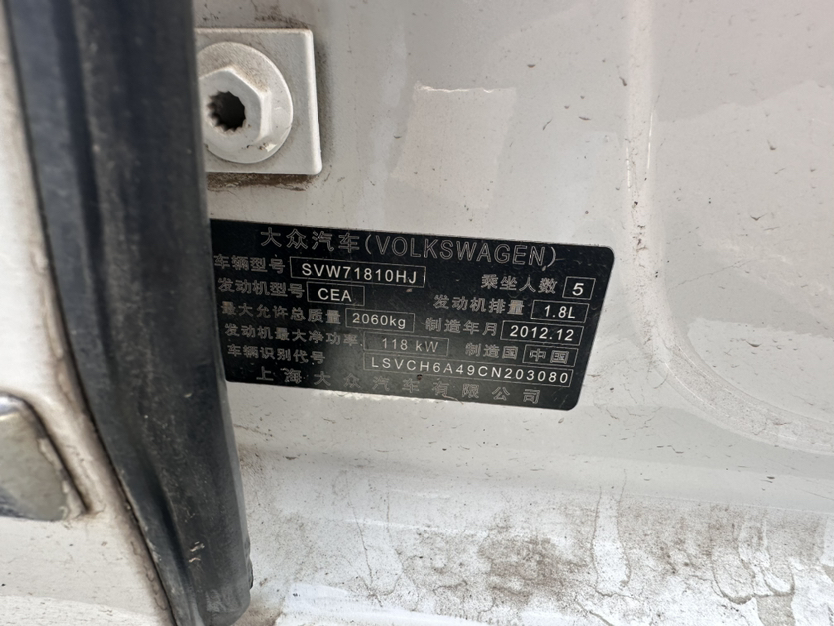 大众汽车(VOLKSWAGEN)
车辆型号 SVW71810HJ 乘坐人数 5
发动机型号 CEA 发动机排量 1.8L
最大允许总质量 2060kg 制造年月 2012.12
发动机最大净功率 118 kW 制造国 中国
车辆识别代号 LSVCH6A49CN203080
上海大众汽车有限公司